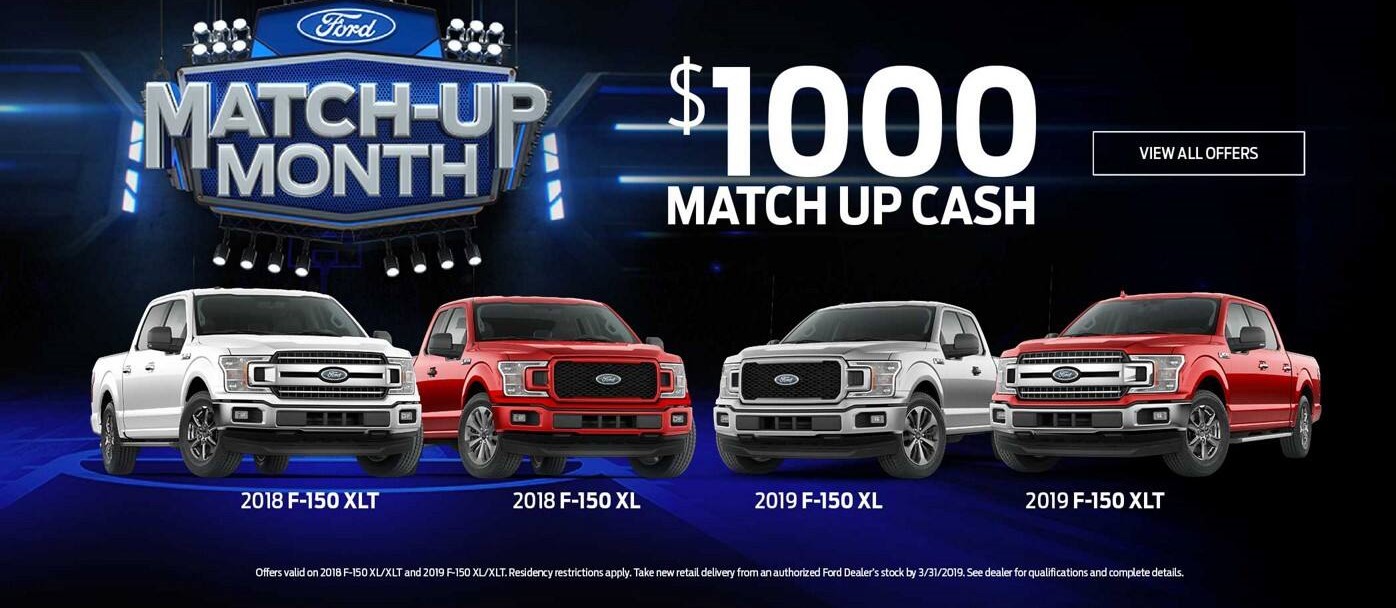 Ford
MATCH-UP
MONTH
$1000
MATCH UP CASH
VIEW ALL OFFERS
2018 F-150 XLT
2018 F-150 XL
2019 F-150 XL
2019 F-150 XLT
Offers valid on 2018 F-150 XL/XLT and 2019 F-150 XL/XLT. Residency restrictions apply. Take new retail delivery from an authorized Ford Dealer's stock by 3/31/2019. See dealer for qualifications and complete details.